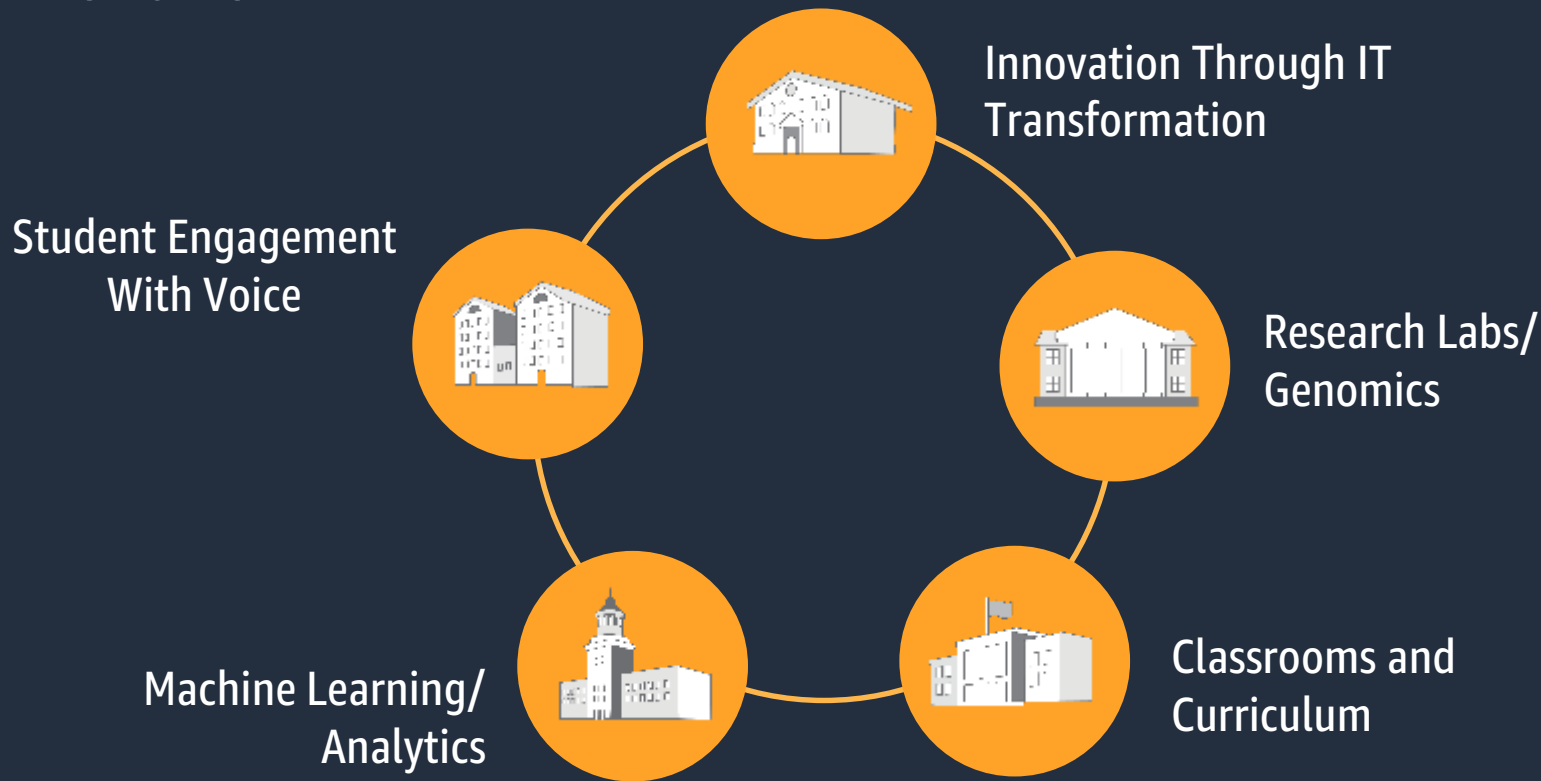 Innovation Through IT
Transformation
Student Engagement
With Voice
Research Labs/
Genomics
Classrooms and
Curriculum
Machine Learning/
Analytics